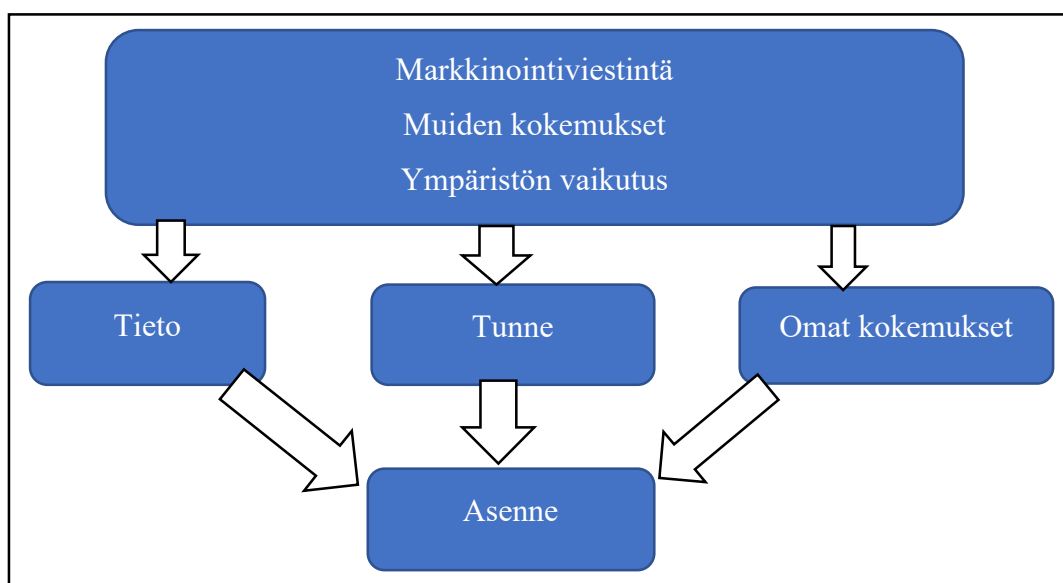 Markkinointiviestintä
Muiden kokemukset
Ympäristön vaikutus
Tieto
Tunne
Omat kokemukset
Asenne